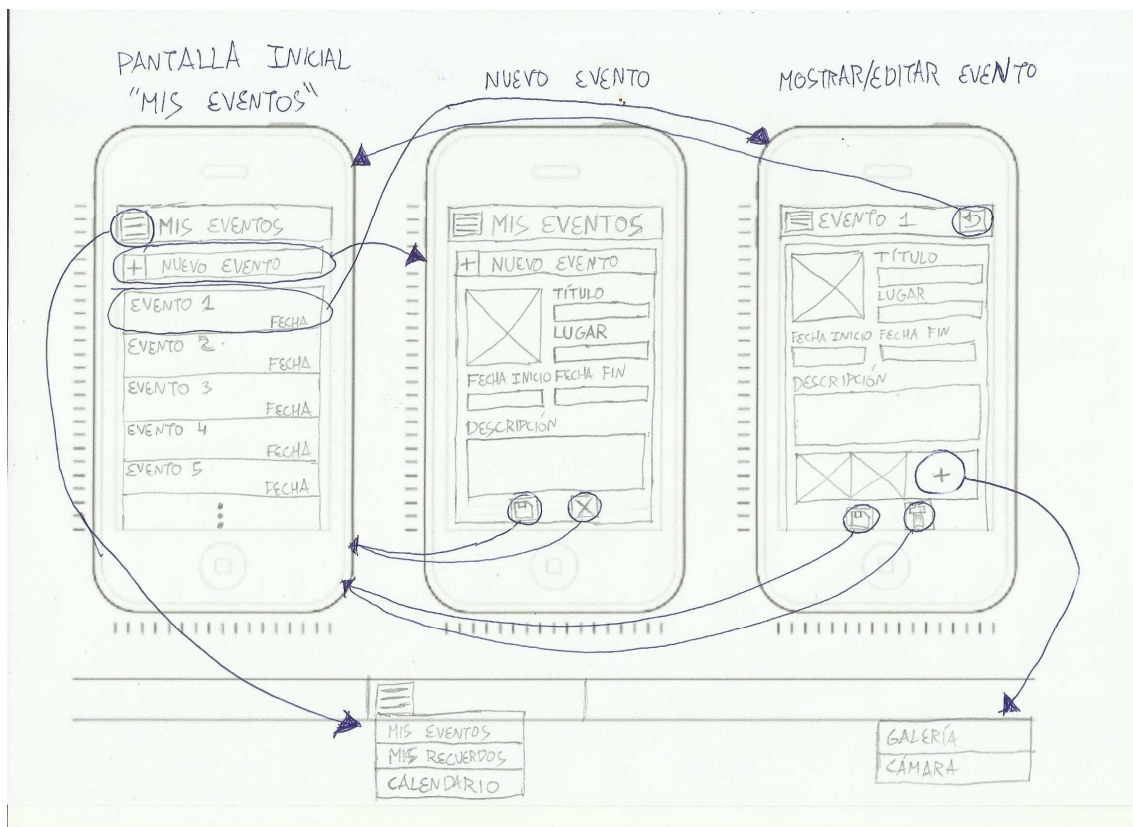 PANTALLA INICIAL
"MIS EVENTOS"
MIS EVENTOS
+ NUEVO EVENTO
EVENTO 1
FECHA
EVENTO 2
FECHA
EVENTO 3
FECHA
EVENTO 4
FECHA
EVENTO 5
FECHA
NUEVO EVENTO
MIS EVENTOS
+ NUEVO EVENTO
TÍTULO
LUGAR
FECHA INICIO FECHA FIN
DESCRIPCIÓN
MOSTRAR/EDITAR EVENTO
EVENTO 1
TÍTULO
LUGAR
FECHA INICIO FECHA FIN
DESCRIPCIÓN
+
MIS EVENTOS
MIS RECUERDOS
CALENDARIO
GALERÍA
CÁMARA